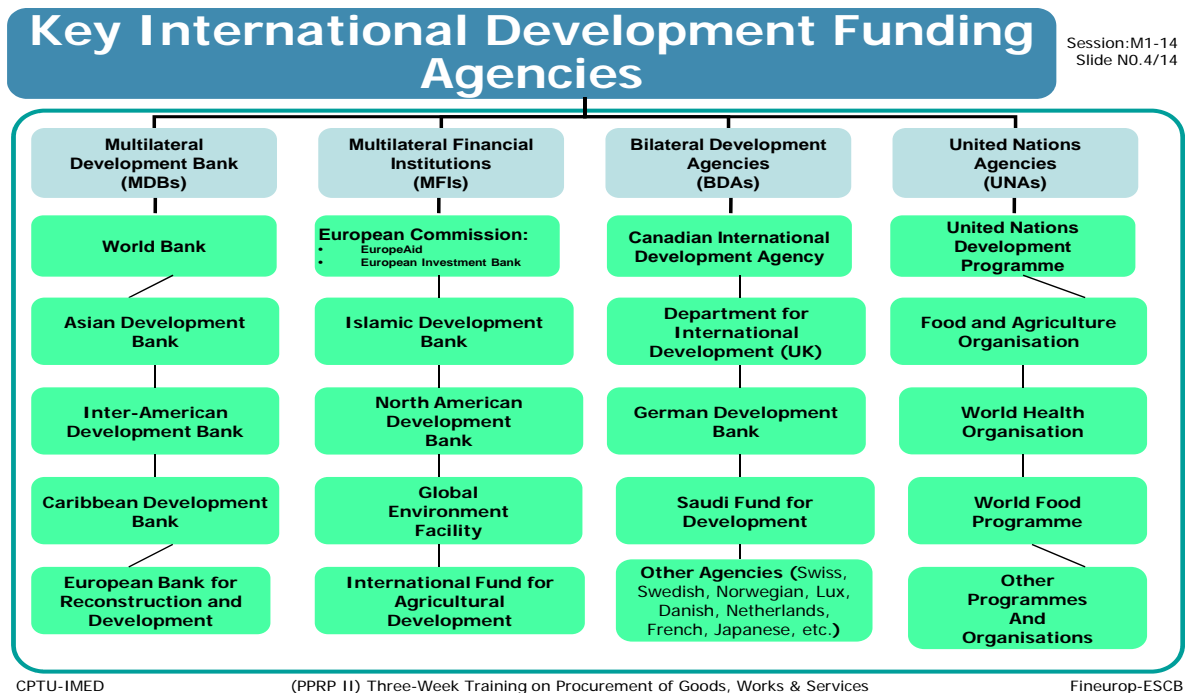 Key International Development Funding
Agencies
Session:M1-14
Slide N0.4/14
Multilateral
Development Bank
(MDBs)
World Bank
Asian Development
Bank
Inter-American
Development Bank
Caribbean Development
Bank
European Bank for
Reconstruction and
Development
Multilateral Financial
Institutions
(MFIs)
European Commission:
• EuropeAid
• European Investment Bank
Islamic Development
Bank
North American
Development
Bank
Global
Environment
Facility
International Fund for
Agricultural
Development
Bilateral Development
Agencies
(BDAs)
Canadian International
Development Agency
Department for
International
Development (UK)
German Development
Bank
Saudi Fund for
Development
Other Agencies (Swiss,
Swedish, Norwegian, Lux,
Danish, Netherlands,
French, Japanese, etc.)
United Nations
Agencies
(UNAs)
United Nations
Development
Programme
Food and Agriculture
Organisation
World Health
Organisation
World Food
Programme
Other
Programmes
And
Organisations
CPTU-IMED
(PPRP II) Three-Week Training on Procurement of Goods, Works & Services
Fineurop-ESCB